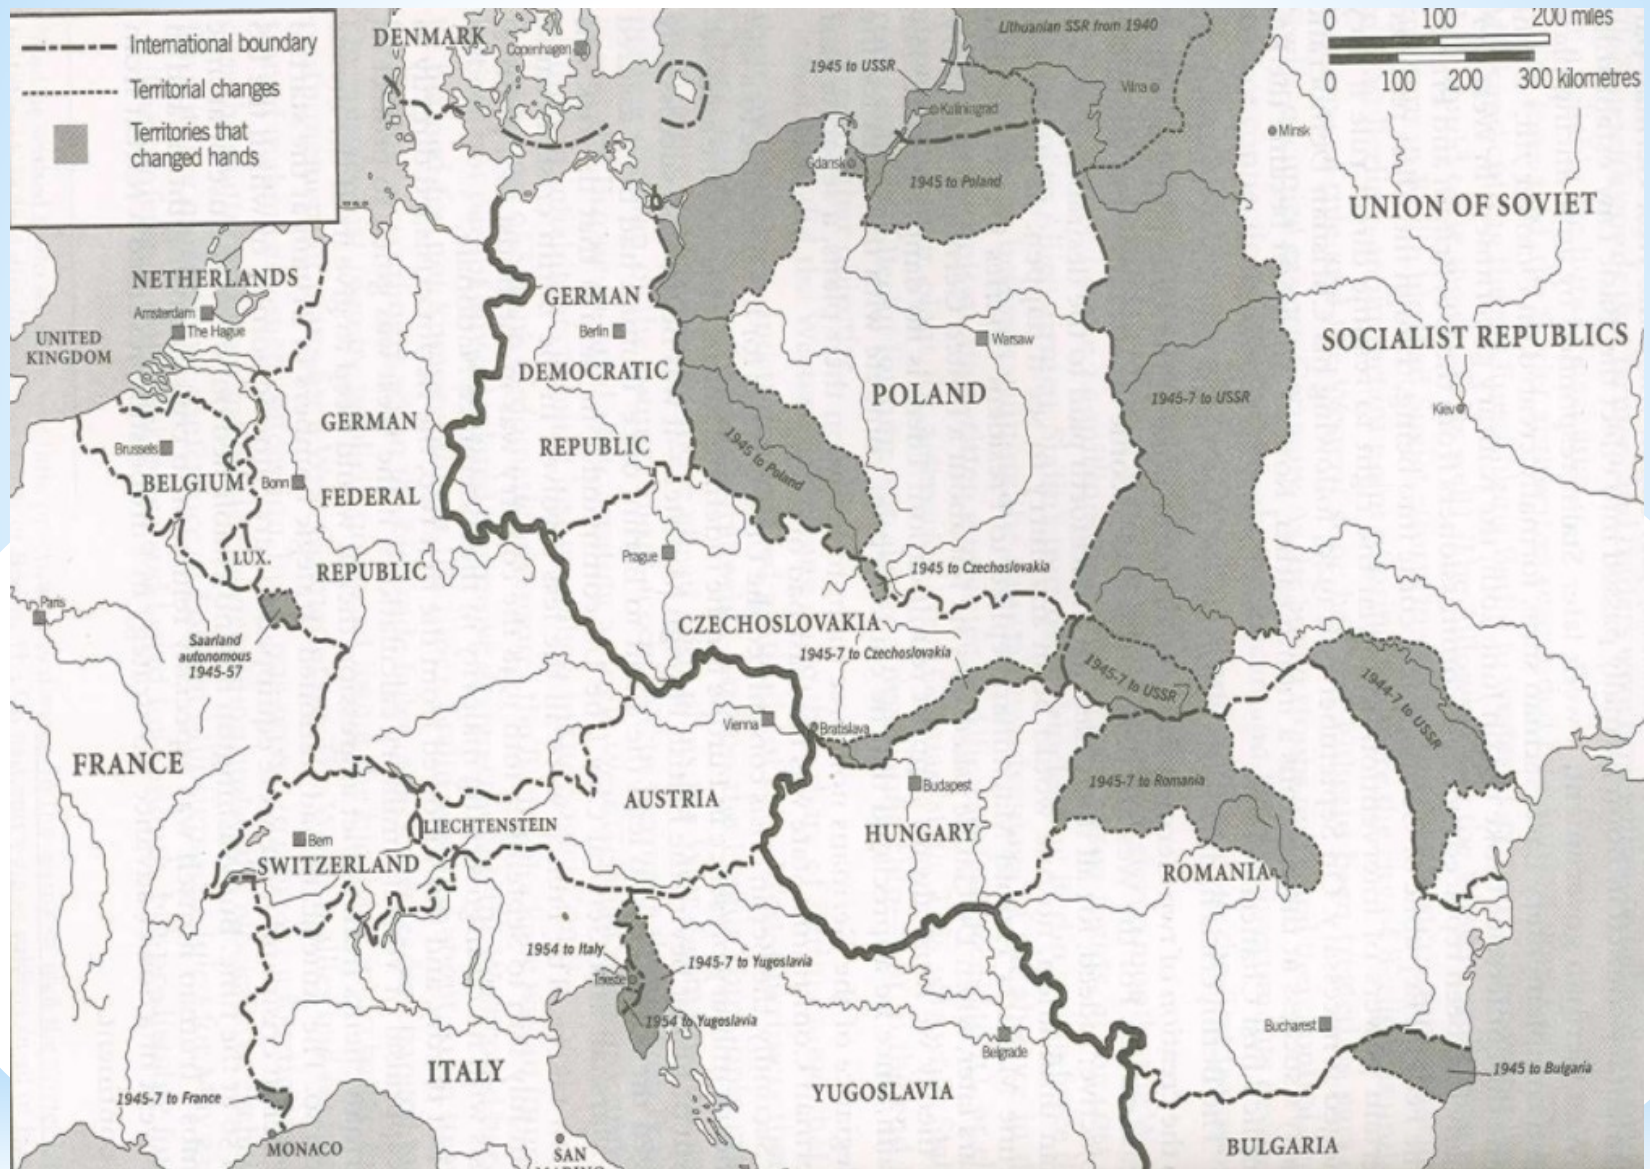 International boundary
Territorial changes
Territories that
changed hands
0 100 200 miles
0 100 200 300 kilometres
DENMARK
Copenhagen
Lithuanian SSR from 1940
1945 to USSR
Vilna
Kaliningrad
Minsk
Gdansk
1945 to Poland
UNION OF SOVIET
SOCIALIST REPUBLICS
NETHERLANDS
Amsterdam
The Hague
UNITED
KINGDOM
GERMAN
Berlin
DEMOCRATIC
REPUBLIC
Warsaw
POLAND
1945-7 to USSR
Kiev
GERMAN
FEDERAL
REPUBLIC
Brussels
BELGIUM
Bonn
LUX.
1945 to Poland
Prague
1945 to Czechoslovakia
Paris
Saarland
autonomous
1945-57
CZECHOSLOVAKIA
1945-7 to Czechoslovakia
1945-7 to USSR
1944-7 to USSR
Vienna
Bratislava
FRANCE
Budapest
1945-7 to Romania
AUSTRIA
LIECHTENSTEIN
HUNGARY
Bern
SWITZERLAND
ROMANIA
1954 to Italy
1945-7 to Yugoslavia
Trieste
1954 to Yugoslavia
Bucharest
Belgrade
ITALY
1945-7 to France
YUGOSLAVIA
1945 to Bulgaria
MONACO
SAN
MARINO
BULGARIA